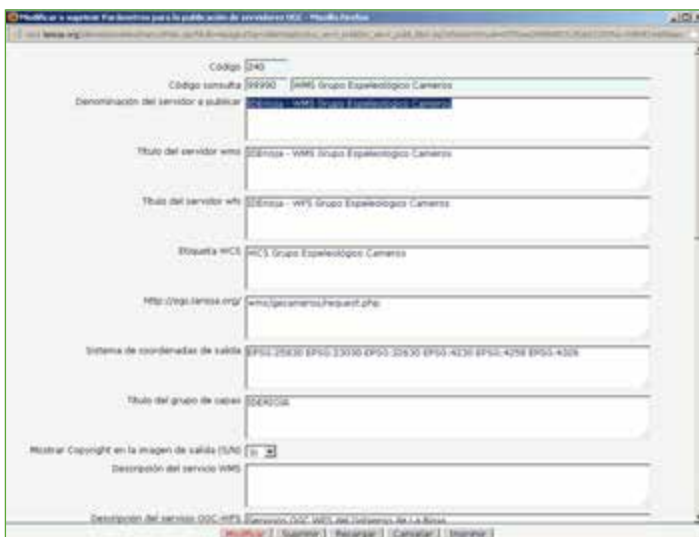 Modificar o suprimir Parámetros para la publicación de servidores OGC - Mozilla Firefox
larioja.org
Código 240
Código consulta 99990 WMS Grupo Espeleológico Cameros
Denominación del servidor a publicar IDErioja - WMS Grupo Espeleológico Cameros
Título del servidor wms IDErioja - WMS Grupo Espeleológico Cameros
Título del servidor wfs IDErioja - WFS Grupo Espeleológico Cameros
Etiqueta WCS WCS Grupo Espeleológico Cameros
http://ogc.larioja.org/ wms/gecameros/request.php
Sistema de coordenadas de salida EPSG:25830 EPSG:23030 EPSG:32630 EPSG:4230 EPSG:4258 EPSG:4326
Título del grupo de capas IDERIOJA
Mostrar Copyright en la imagen de salida (S/N)
Descripción del servicio WMS
Descripción del servicio OGC-WFS Servicio OGC WFS del Gobierno de La Rioja
Modificar Suprimir Recargar Cancelar Imprimir